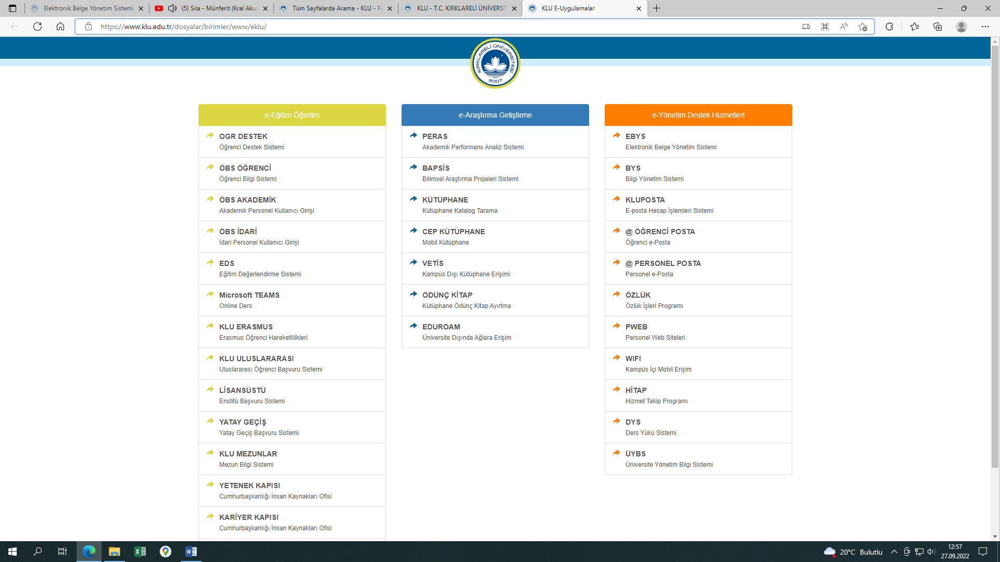 Elektronik Belge Yönetim Sistemi
(5) Sıla - Münferit (Kral Akus
Tüm Sayfalarda Arama - KLU - Re
KLU - T.C. KIRKLARELİ ÜNİVERSİT
KLU E-Uygulamalar
https://www.klu.edu.tr/dosyalar/birimler/www/eklu/
KIRKLARELİ ÜNİVERSİTESİ
2007
e-Eğitim Öğretim
OGR DESTEK
Öğrenci Destek Sistemi
ÖBS ÖĞRENCİ
Öğrenci Bilgi Sistemi
ÖBS AKADEMİK
Akademik Personel Kullanıcı Girişi
ÖBS İDARİ
İdari Personel Kullanıcı Girişi
EDS
Eğitim Değerlendirme Sistemi
Microsoft TEAMS
Online Ders
KLU ERASMUS
Erasmus Öğrenci Hareketlilikleri
KLU ULUSLARARASI
Uluslararası Öğrenci Başvuru Sistemi
LİSANSÜSTÜ
Enstitü Başvuru Sistemi
YATAY GEÇİŞ
Yatay Geçiş Başvuru Sistemi
KLU MEZUNLAR
Mezun Bilgi Sistemi
YETENEK KAPISI
Cumhurbaşkanlığı İnsan Kaynakları Ofisi
KARİYER KAPISI
Cumhurbaşkanlığı İnsan Kaynakları Ofisi
e-Araştırma Geliştirme
PERAS
Akademik Performans Analiz Sistemi
BAPSİS
Bilimsel Araştırma Projeleri Sistemi
KÜTÜPHANE
Kütüphane Katalog Tarama
CEP KÜTÜPHANE
Mobil Kütüphane
VETİS
Kampüs Dışı Kütüphane Erişimi
ÖDÜNÇ KİTAP
Kütüphane Ödünç Kitap Ayırtma
EDUROAM
Üniversite Dışında Ağlara Erişim
e-Yönetim Destek Hizmetleri
EBYS
Elektronik Belge Yönetim Sistemi
BYS
Bilgi Yönetim Sistemi
KLUPOSTA
E-posta Hesap İşlemleri Sistemi
@ ÖĞRENCİ POSTA
Öğrenci e-Posta
@ PERSONEL POSTA
Personel e-Posta
ÖZLÜK
Özlük İşleri Programı
PWEB
Personel Web Siteleri
WIFI
Kampüs İçi Mobil Erişim
HİTAP
Hizmet Takip Programı
DYS
Ders Yükü Sistemi
ÜYBS
Üniversite Yönetim Bilgi Sistemi
20°C Bulutlu
12:57
27.09.2022